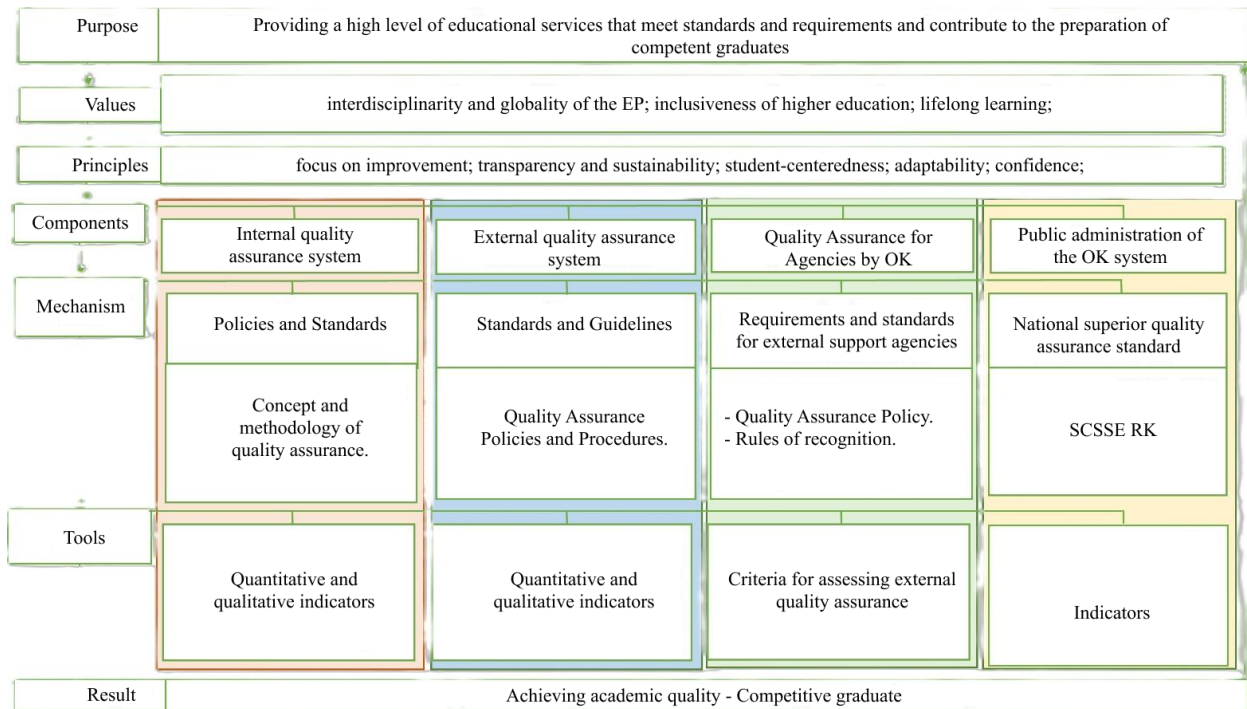 Purpose
Providing a high level of educational services that meet standards and requirements and contribute to the preparation of
competent graduates
Values
interdisciplinarity and globality of the EP; inclusiveness of higher education; lifelong learning;
Principles
focus on improvement; transparency and sustainability; student-centeredness; adaptability; confidence;
Components
Internal quality
assurance system
External quality assurance
system
Quality Assurance for
Agencies by OK
Public administration of
the OK system
Mechanism
Policies and Standards
Standards and Guidelines
Requirements and standards
for external support agencies
National superior quality
assurance standard
Concept and
methodology of
quality assurance.
Quality Assurance
Policies and Procedures.
- Quality Assurance Policy.
- Rules of recognition.
SCSSE RK
Tools
Quantitative and
qualitative indicators
Quantitative and
qualitative indicators
Criteria for assessing external
quality assurance
Indicators
Result
Achieving academic quality - Competitive graduate